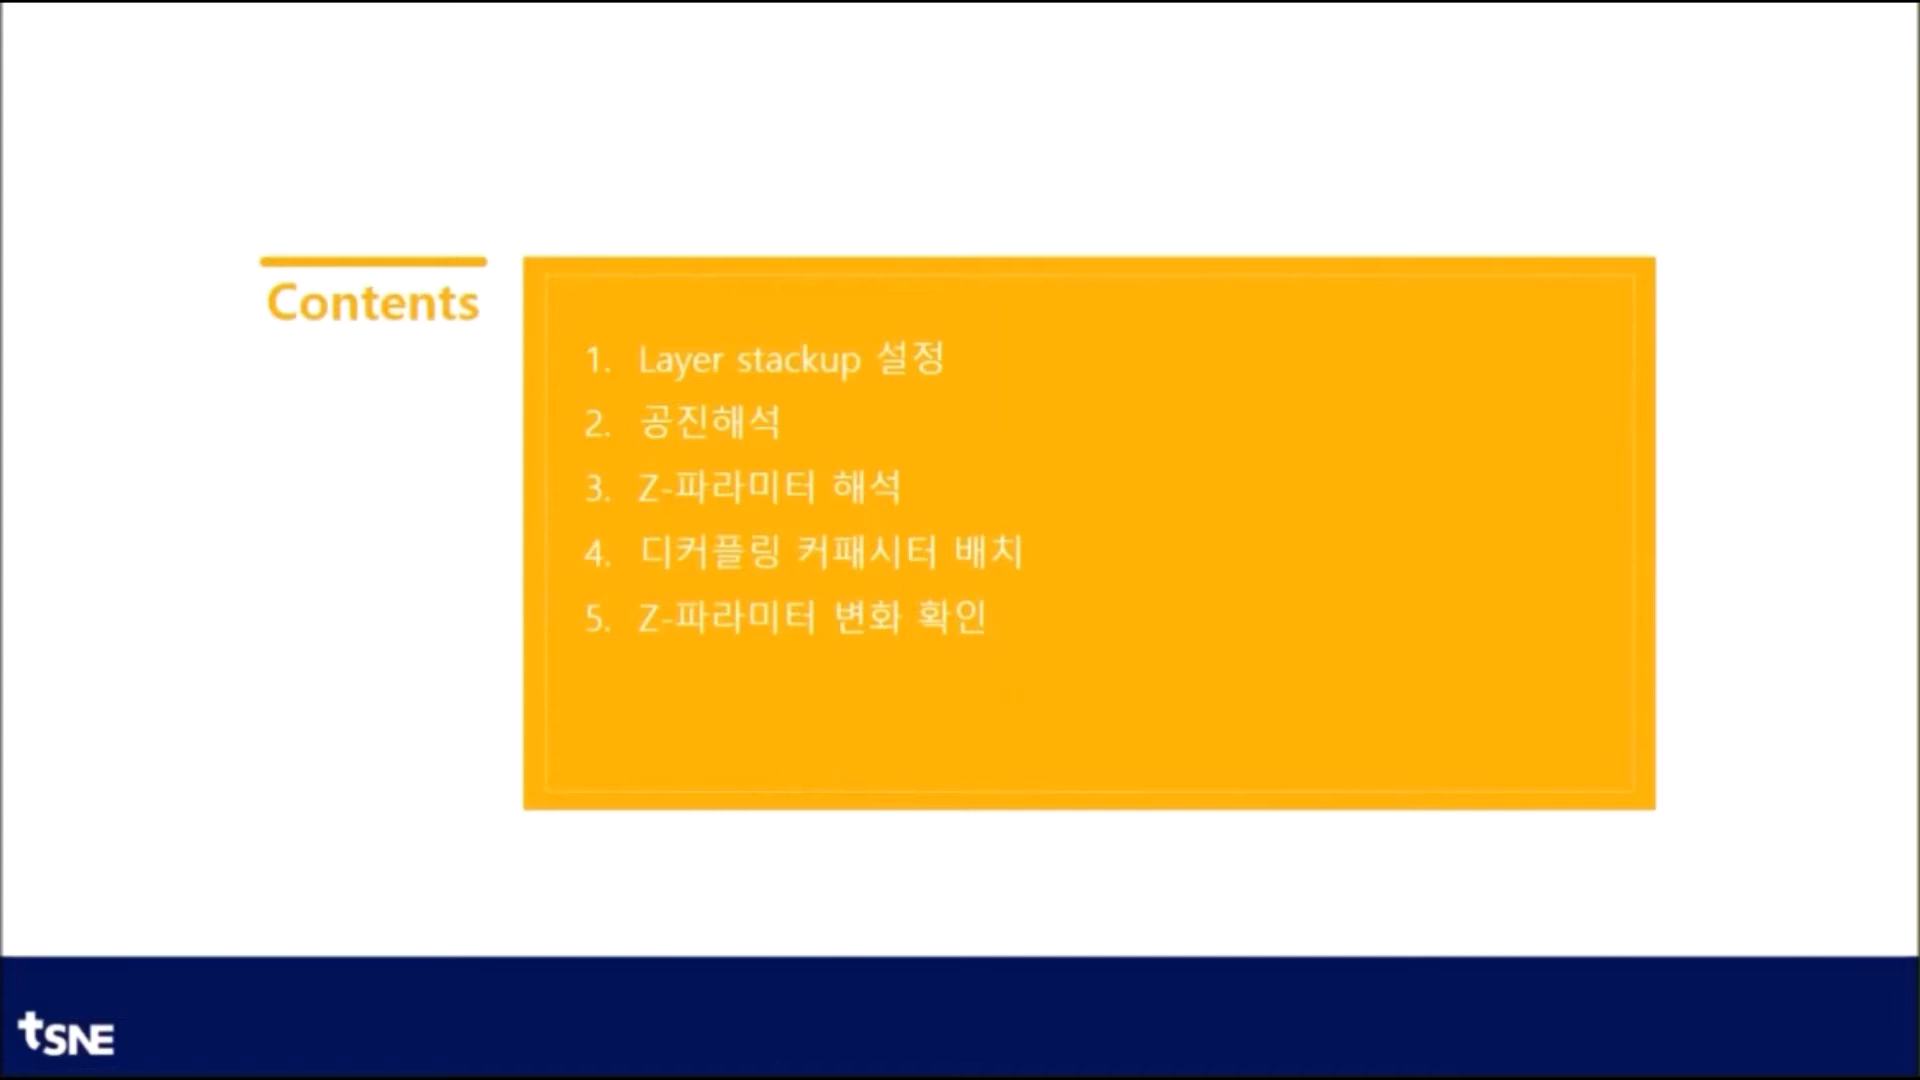 Contents
1. Layer stackup 설정
2. 공진해석
3. Z-파라미터 해석
4. 디커플링 커패시터 배치
5. Z-파라미터 변화 확인
tSNE